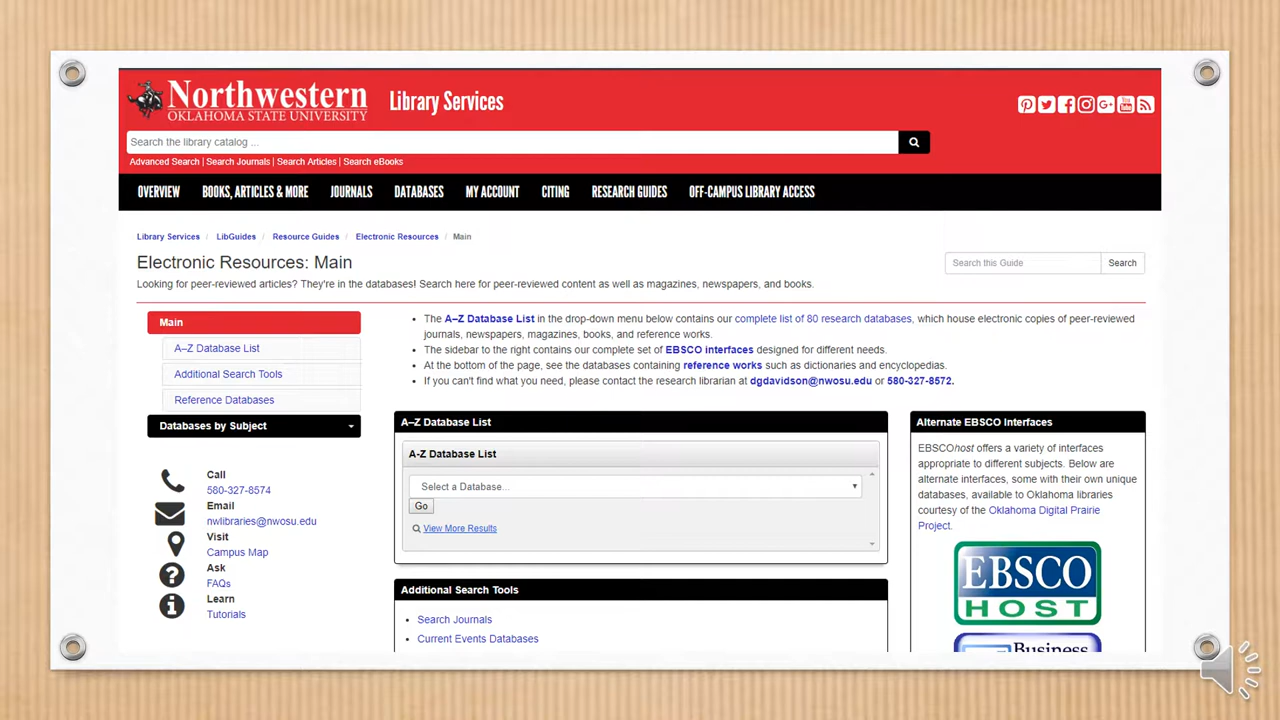 Northwestern
OKLAHOMA STATE UNIVERSITY
Library Services
Search the library catalog ...
Advanced Search | Search Journals | Search Articles | Search eBooks
OVERVIEW BOOKS, ARTICLES & MORE JOURNALS DATABASES MY ACCOUNT CITING RESEARCH GUIDES OFF-CAMPUS LIBRARY ACCESS
Library Services / LibGuides / Resource Guides / Electronic Resources / Main
Electronic Resources: Main
Search this Guide Search
Looking for peer-reviewed articles? They're in the databases! Search here for peer-reviewed content as well as magazines, newspapers, and books.
Main
A–Z Database List
Additional Search Tools
Reference Databases
Databases by Subject
Call
580-327-8574
Email
nwlibraries@nwosu.edu
Visit
Campus Map
Ask
FAQs
Learn
Tutorials
• The A–Z Database List in the drop-down menu below contains our complete list of 80 research databases, which house electronic copies of peer-reviewed
journals, newspapers, magazines, books, and reference works.
• The sidebar to the right contains our complete set of EBSCO interfaces designed for different needs.
• At the bottom of the page, see the databases containing reference works such as dictionaries and encyclopedias.
• If you can't find what you need, please contact the research librarian at dgdavidson@nwosu.edu or 580-327-8572.
A–Z Database List
A-Z Database List
Select a Database...
Go
View More Results
Additional Search Tools
• Search Journals
• Current Events Databases
Alternate EBSCO Interfaces
EBSCOhost offers a variety of interfaces
appropriate to different subjects. Below are
alternate interfaces, some with their own unique
databases, available to Oklahoma libraries
courtesy of the Oklahoma Digital Prairie
Project.
EBSCO
HOST
Business